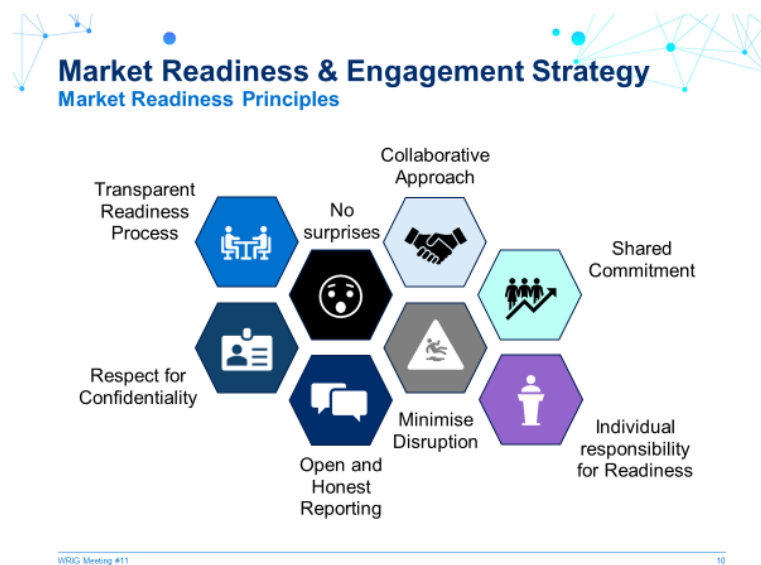 Market Readiness & Engagement Strategy
Market Readiness Principles
Collaborative
Approach
Transparent
Readiness
Process
No
surprises
Shared
Commitment
Respect for
Confidentiality
Minimise
Disruption
Individual
responsibility
for Readiness
Open and
Honest
Reporting
WRIG Meeting #11
10